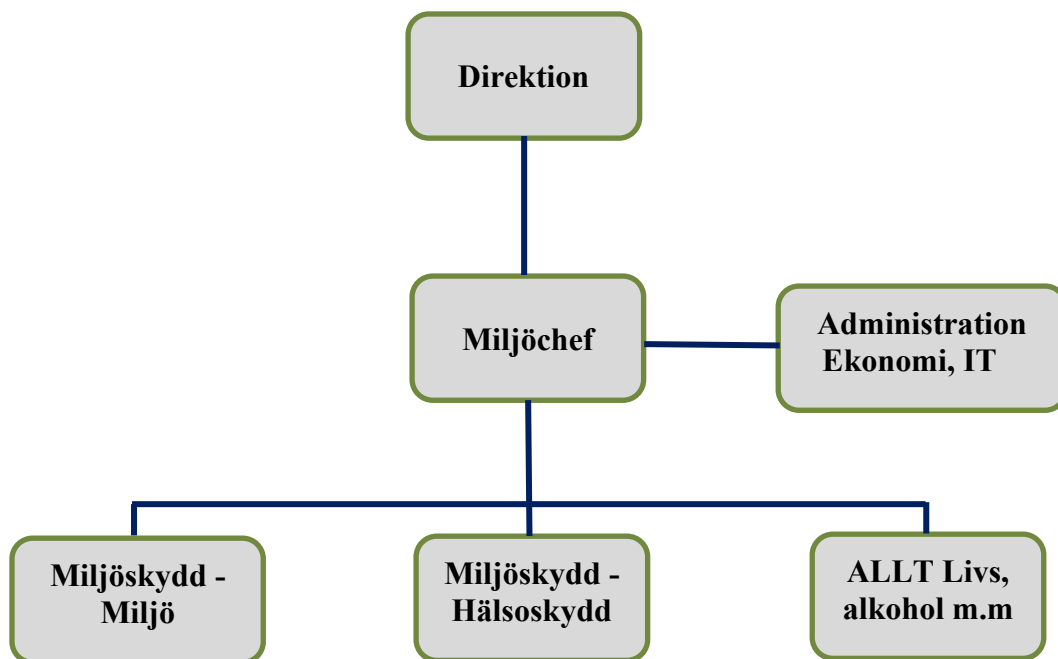 Direktion
Miljöchef
Administration
Ekonomi, IT
Miljöskydd -
Miljö
Miljöskydd -
Hälsoskydd
ALLT Livs,
alkohol m.m